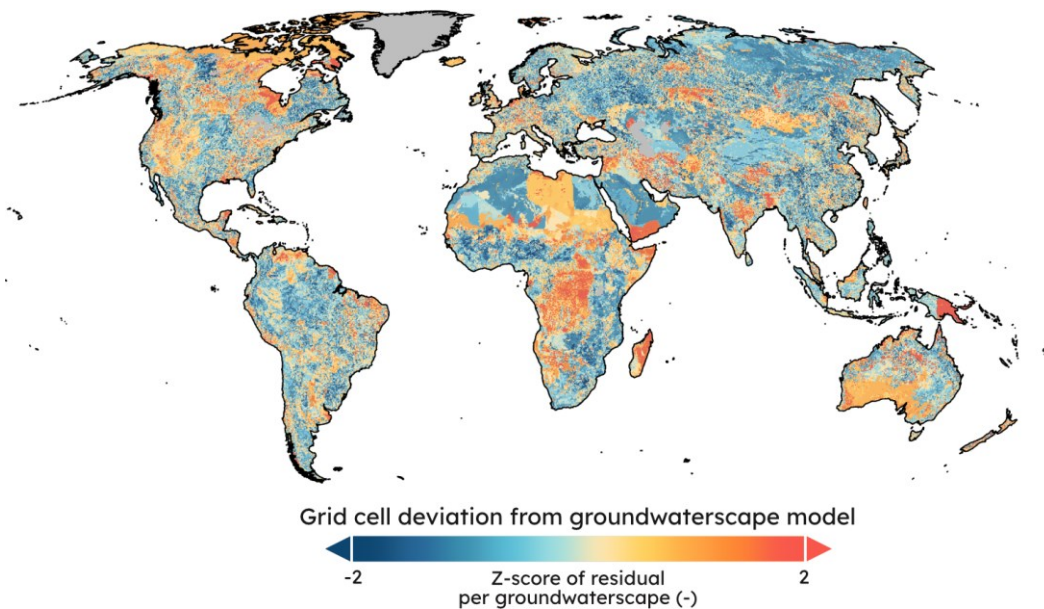 Grid cell deviation from groundwaterscape model
-2
2
Z-score of residual
per groundwaterscape (-)